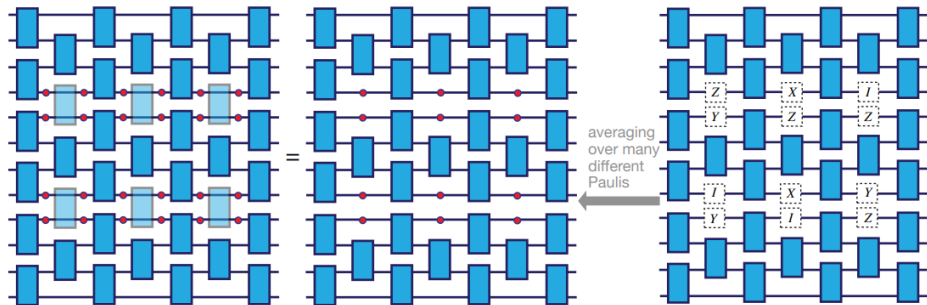 Z X I
Y Z Z
=
averaging
over many
different
Paulis
I X Y
Y I Z